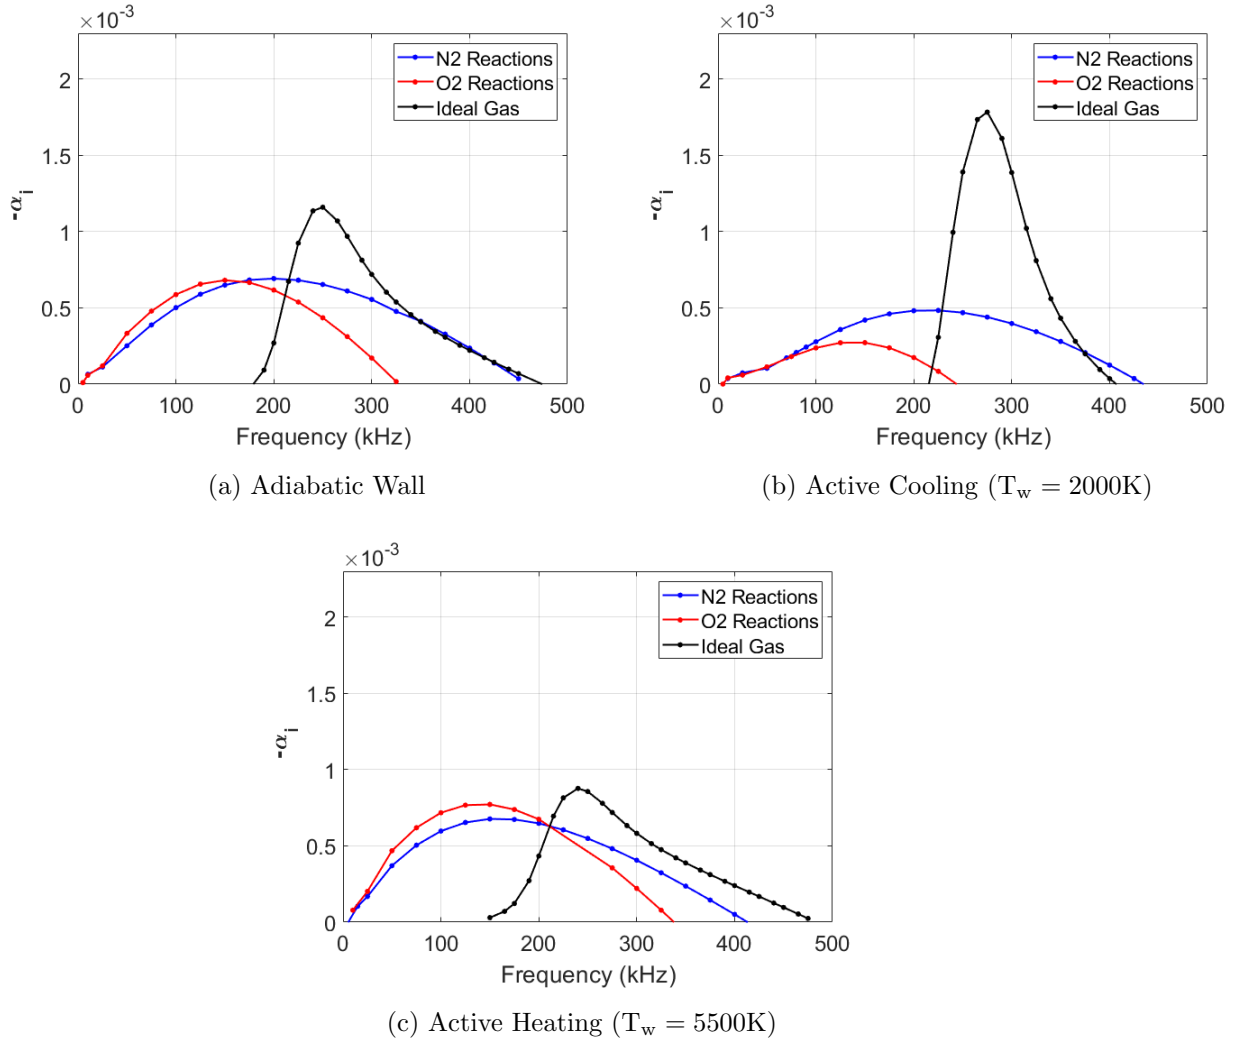 ×10⁻³
2
1.5
1
0.5
0
-αᵢ
N2 Reactions
O2 Reactions
Ideal Gas
0 100 200 300 400 500
Frequency (kHz)
(a) Adiabatic Wall
×10⁻³
2
1.5
1
0.5
0
-αᵢ
N2 Reactions
O2 Reactions
Ideal Gas
0 100 200 300 400 500
Frequency (kHz)
(b) Active Cooling (T_w = 2000K)
×10⁻³
2
1.5
1
0.5
0
-αᵢ
N2 Reactions
O2 Reactions
Ideal Gas
0 100 200 300 400 500
Frequency (kHz)
(c) Active Heating (T_w = 5500K)